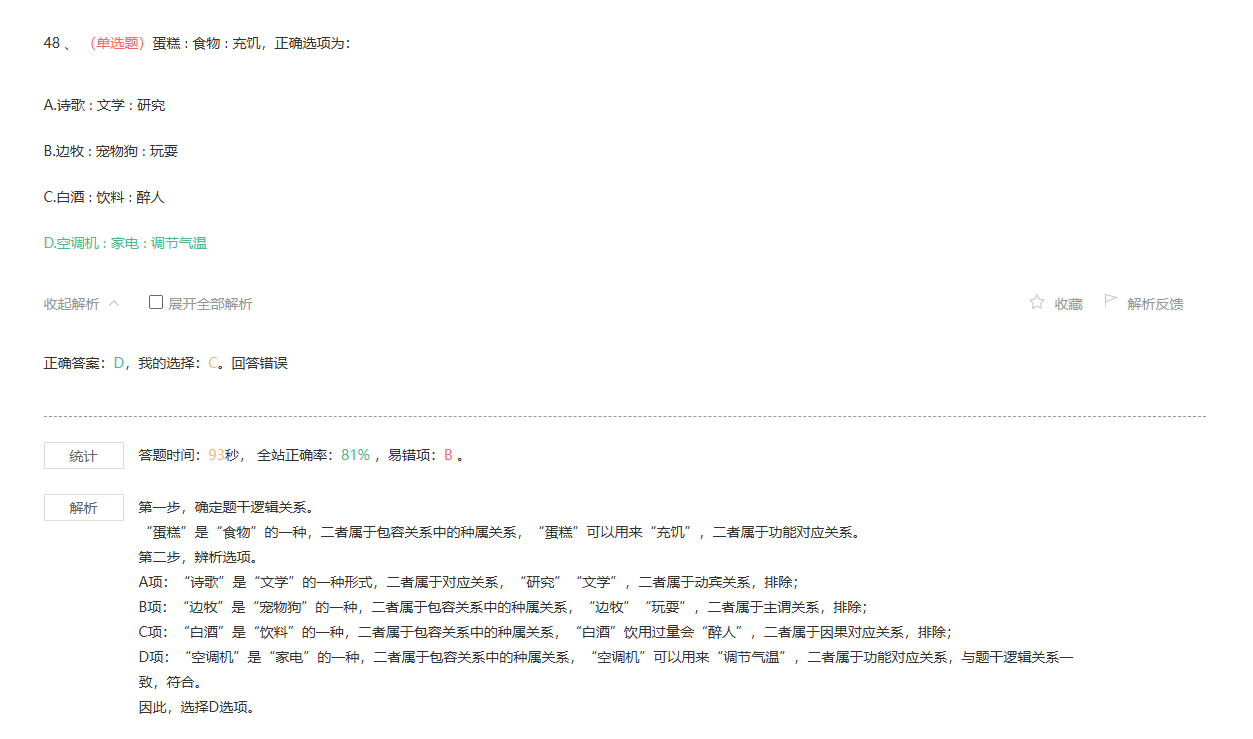 48 、 （单选题）蛋糕 : 食物 : 充饥，正确选项为：
A.诗歌 : 文学 : 研究
B.边牧 : 宠物狗 : 玩耍
C.白酒 : 饮料 : 醉人
D.空调机 : 家电 : 调节气温
收起解析 展开全部解析 收藏 解析反馈
正确答案：D，我的选择：C。回答错误
统计 答题时间：93秒， 全站正确率：81% ，易错项：B 。
解析 第一步，确定题干逻辑关系。
“蛋糕”是“食物”的一种，二者属于包容关系中的种属关系，“蛋糕”可以用来“充饥”，二者属于功能对应关系。
第二步，辨析选项。
A项：“诗歌”是“文学”的一种形式，二者属于对应关系，“研究”“文学”，二者属于动宾关系，排除；
B项：“边牧”是“宠物狗”的一种，二者属于包容关系中的种属关系，“边牧”“玩耍”，二者属于主谓关系，排除；
C项：“白酒”是“饮料”的一种，二者属于包容关系中的种属关系，“白酒”饮用过量会“醉人”，二者属于因果对应关系，排除；
D项：“空调机”是“家电”的一种，二者属于包容关系中的种属关系，“空调机”可以用来“调节气温”，二者属于功能对应关系，与题干逻辑关系一
致，符合。
因此，选择D选项。